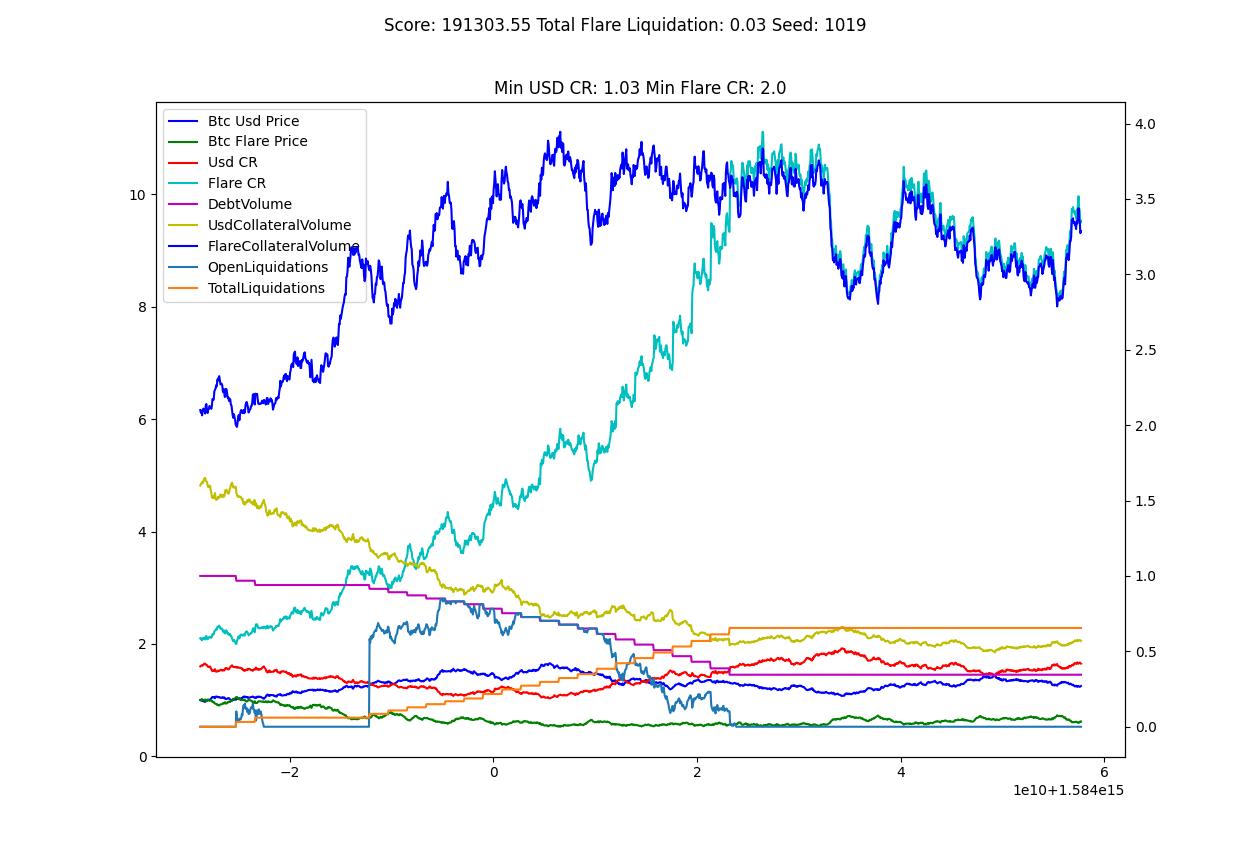 Score: 191303.55 Total Flare Liquidation: 0.03 Seed: 1019
Min USD CR: 1.03 Min Flare CR: 2.0
Btc Usd Price
Btc Flare Price
Usd CR
Flare CR
DebtVolume
UsdCollateralVolume
FlareCollateralVolume
OpenLiquidations
TotalLiquidations
10
8
6
4
2
0
4.0
3.5
3.0
2.5
2.0
1.5
1.0
0.5
0.0
−2
0
2
4
6
1e10+1.584e15